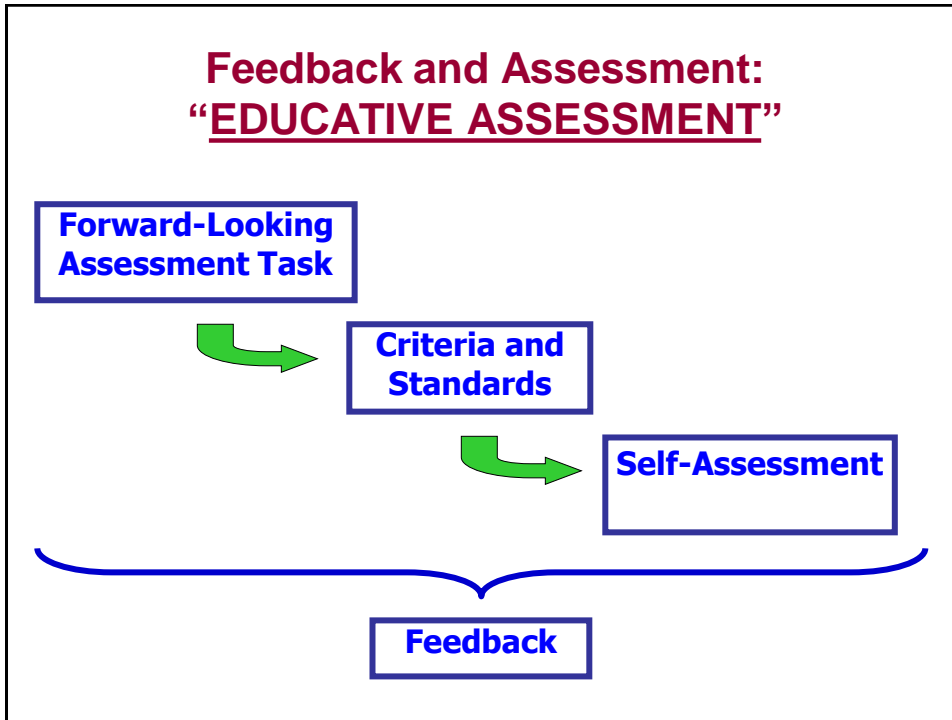 Feedback and Assessment:
“EDUCATIVE ASSESSMENT”
Forward-Looking
Assessment Task
Criteria and
Standards
Self-Assessment
Feedback